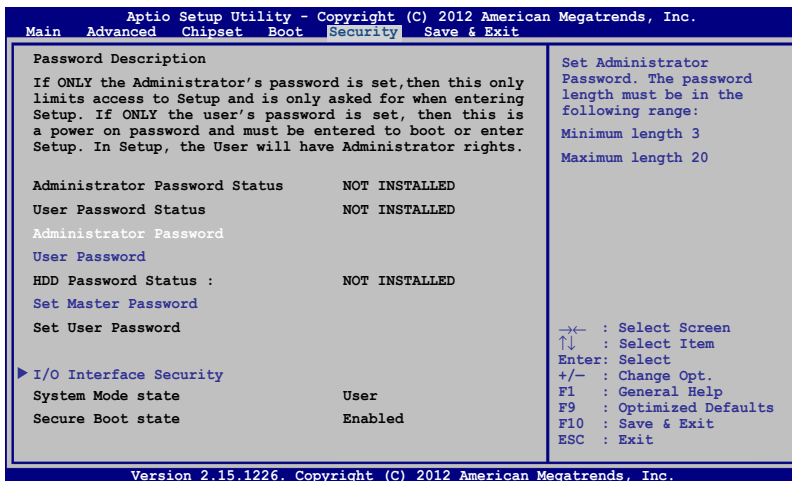 Aptio Setup Utility - Copyright (C) 2012 American Megatrends, Inc.
Main Advanced Chipset Boot Security Save & Exit
Password Description
If ONLY the Administrator's password is set,then this only
limits access to Setup and is only asked for when entering
Setup. If ONLY the user's password is set, then this is
a power on password and must be entered to boot or enter
Setup. In Setup, the User will have Administrator rights.
Administrator Password Status NOT INSTALLED
User Password Status NOT INSTALLED
Administrator Password
User Password
HDD Password Status : NOT INSTALLED
Set Master Password
Set User Password
I/O Interface Security
System Mode state User
Secure Boot state Enabled
Set Administrator
Password. The password
length must be in the
following range:
Minimum length 3
Maximum length 20
→← : Select Screen
↑↓ : Select Item
Enter: Select
+/— : Change Opt.
F1 : General Help
F9 : Optimized Defaults
F10 : Save & Exit
ESC : Exit
Version 2.15.1226. Copyright (C) 2012 American Megatrends, Inc.